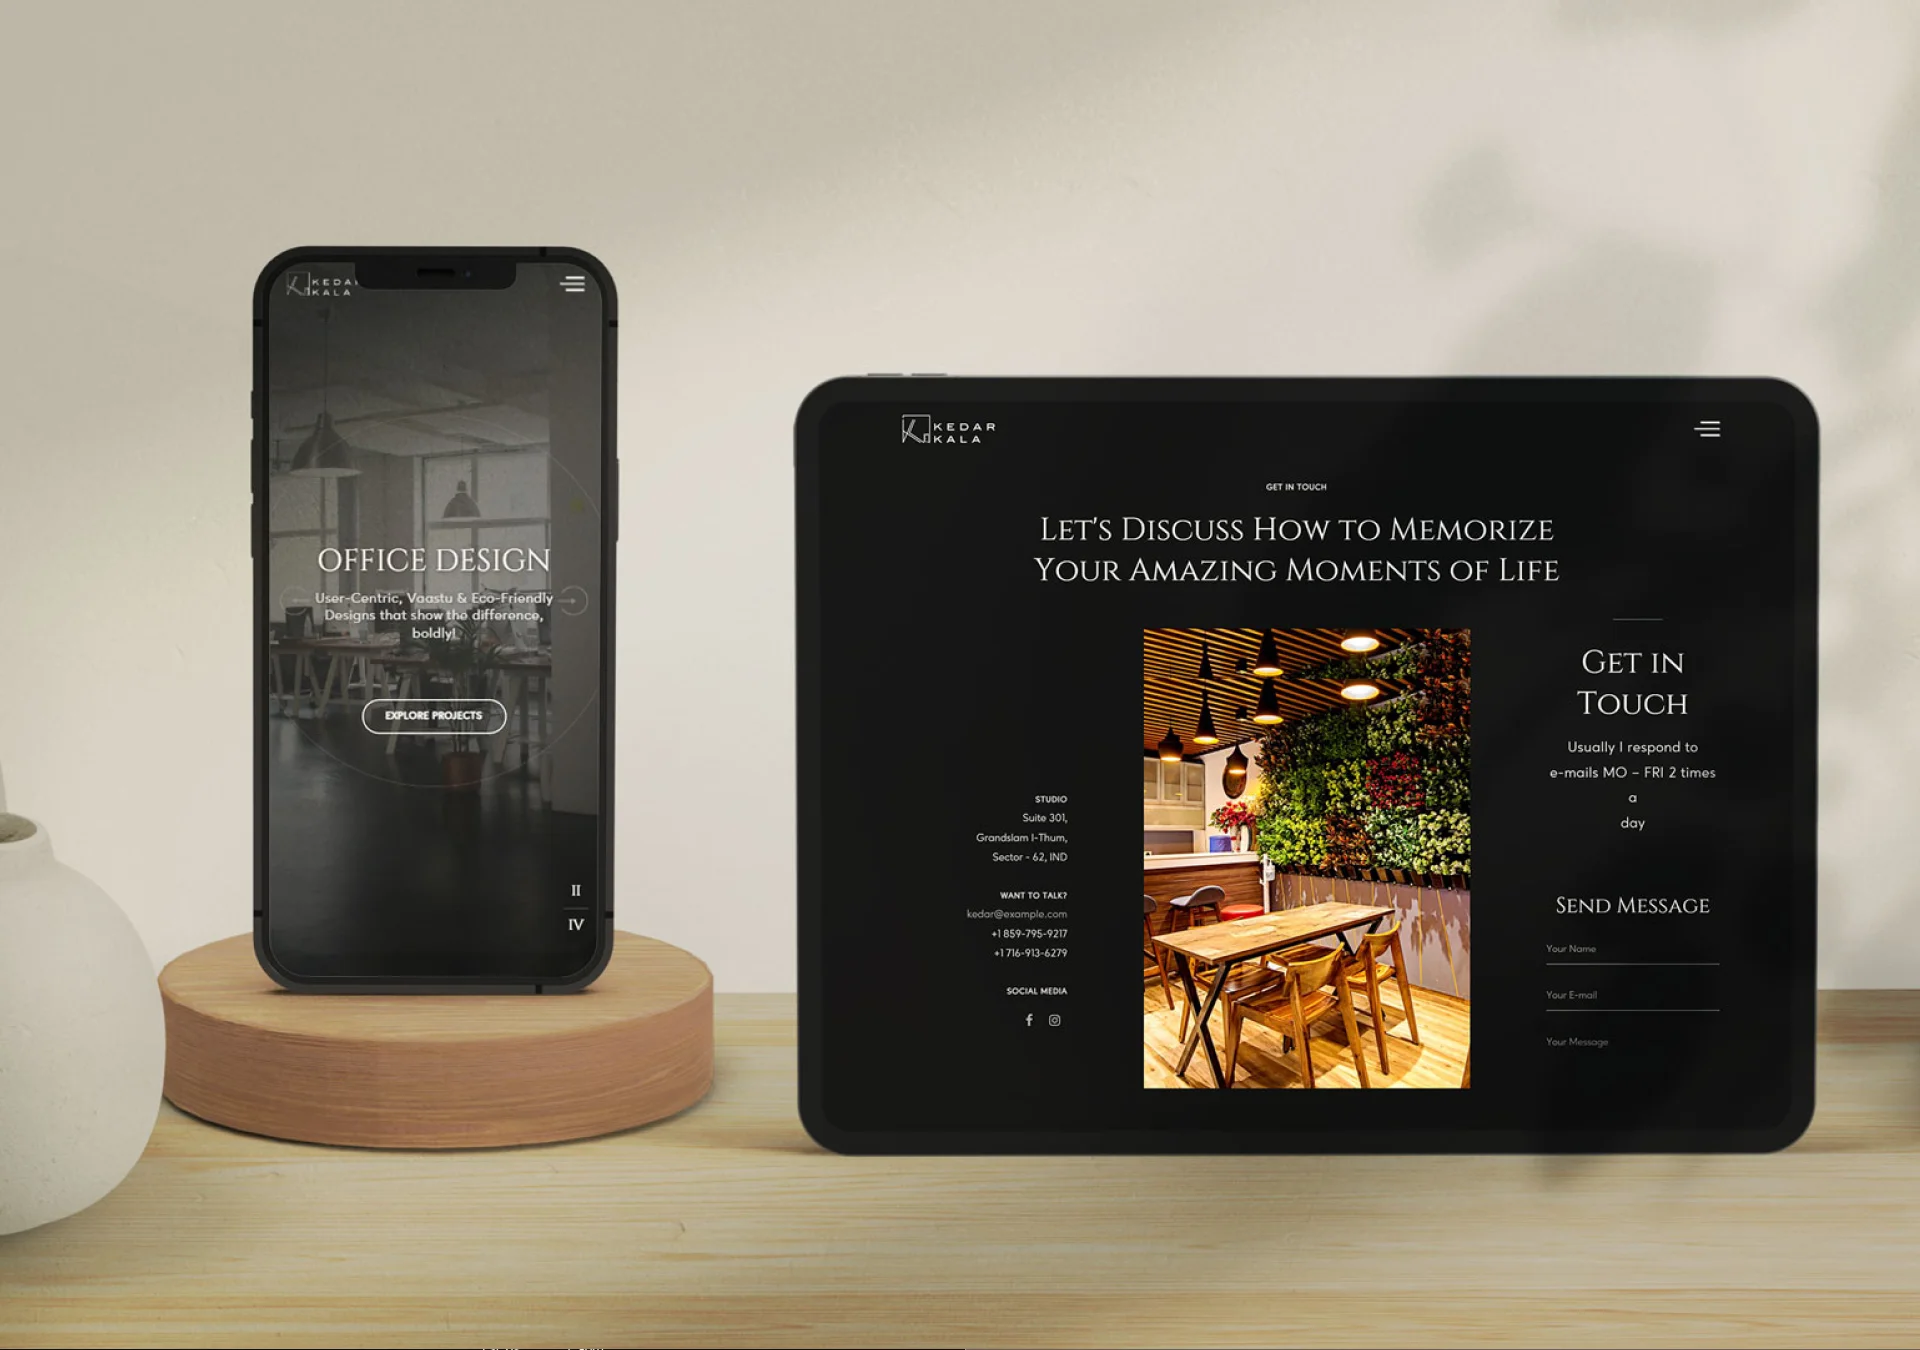 KEDA
KALA
OFFICE DESIGN
User-Centric, Vaastu & Eco-Friendly
Designs that show the difference,
boldly!
EXPLORE PROJECTS
II
IV
KEDAR
KALA
GET IN TOUCH
LET'S DISCUSS HOW TO MEMORIZE
YOUR AMAZING MOMENTS OF LIFE
STUDIO
Suite 301,
Grandslam I-Thum,
Sector - 62, IND
WANT TO TALK?
kedar@example.com
+1 859-795-9217
+1 716-913-6279
SOCIAL MEDIA
GET IN
TOUCH
Usually I respond to
e-mails MO – FRI 2 times
a
day
SEND MESSAGE
Your Name
Your E-mail
Your Message